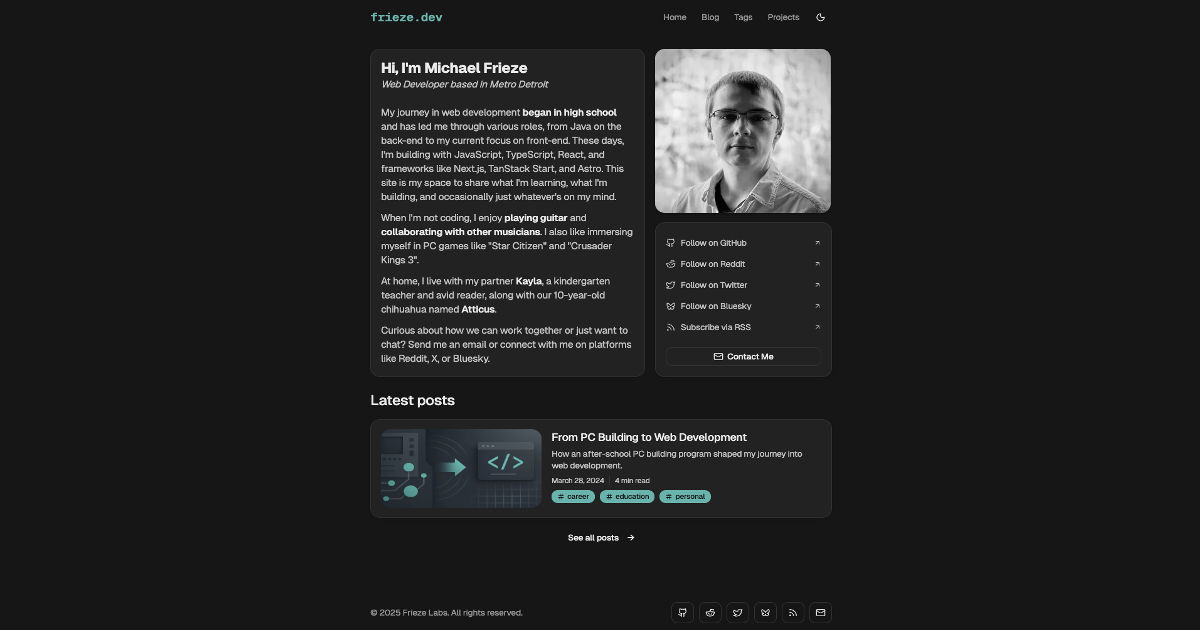 frieze.dev
Home Blog Tags Projects
Hi, I'm Michael Frieze
Web Developer based in Metro Detroit
My journey in web development began in high school
and has led me through various roles, from Java on the
back-end to my current focus on front-end. These days,
I'm building with JavaScript, TypeScript, React, and
frameworks like Next.js, TanStack Start, and Astro. This
site is my space to share what I'm learning, what I'm
building, and occasionally just whatever's on my mind.
When I'm not coding, I enjoy playing guitar and
collaborating with other musicians. I also like immersing
myself in PC games like "Star Citizen" and "Crusader
Kings 3".
At home, I live with my partner Kayla, a kindergarten
teacher and avid reader, along with our 10-year-old
chihuahua named Atticus.
Curious about how we can work together or just want to
chat? Send me an email or connect with me on platforms
like Reddit, X, or Bluesky.
Follow on GitHub
Follow on Reddit
Follow on Twitter
Follow on Bluesky
Subscribe via RSS
Contact Me
Latest posts
</>
From PC Building to Web Development
How an after-school PC building program shaped my journey into
web development.
March 28, 2024 4 min read
# career # education # personal
See all posts →
© 2025 Frieze Labs. All rights reserved.